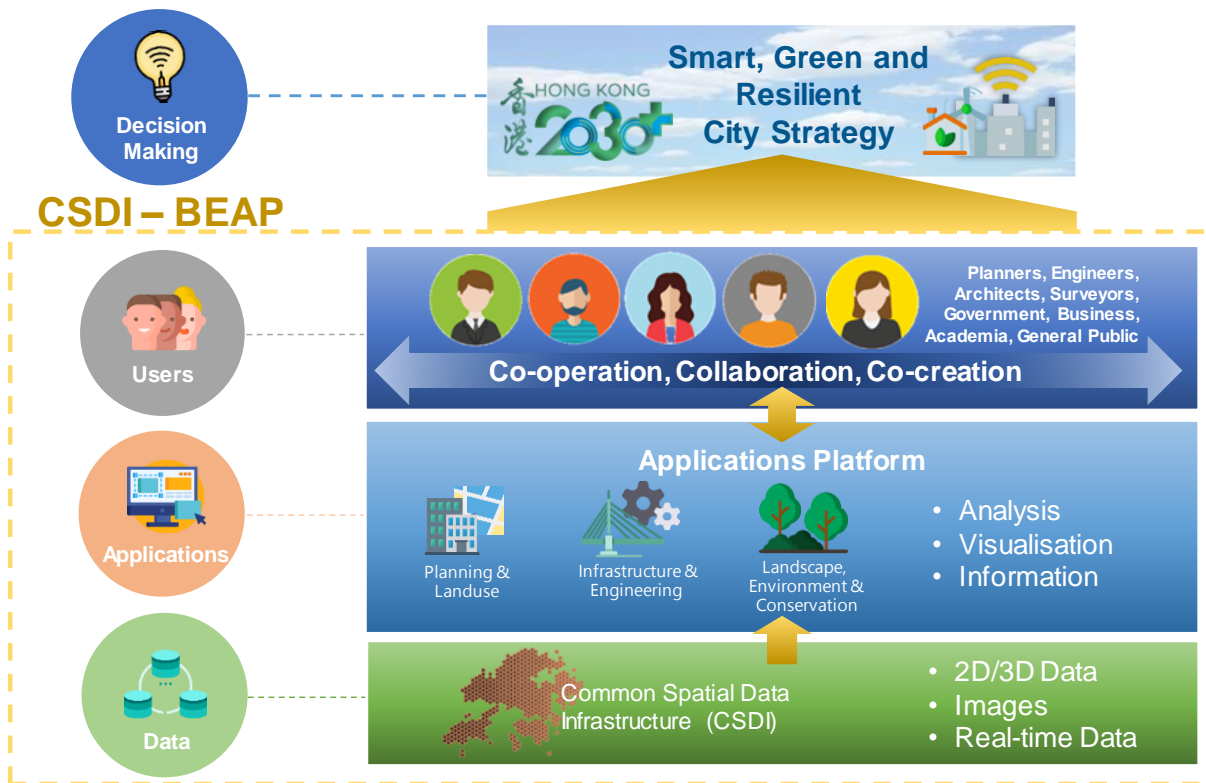 Decision
Making
香港
HONG KONG
2030+
Smart, Green and
Resilient
City Strategy
CSDI – BEAP
Users
Planners, Engineers,
Architects, Surveyors,
Government, Business,
Academia, General Public
Co-operation, Collaboration, Co-creation
Applications
Applications Platform
Planning &
Landuse
Infrastructure &
Engineering
Landscape,
Environment &
Conservation
• Analysis
• Visualisation
• Information
Data
Common Spatial Data
Infrastructure (CSDI)
• 2D/3D Data
• Images
• Real-time Data